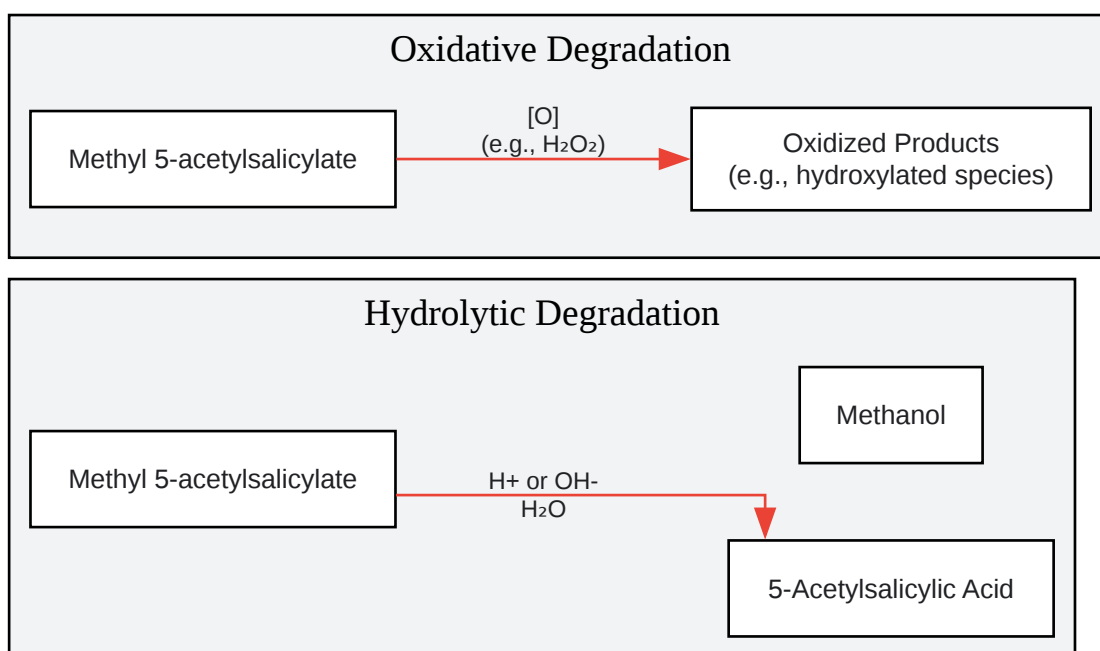 Oxidative Degradation
Methyl 5-acetylsalicylate
[O]
(e.g., H₂O₂)
Oxidized Products
(e.g., hydroxylated species)
Hydrolytic Degradation
Methanol
Methyl 5-acetylsalicylate
H+ or OH-
H₂O
5-Acetylsalicylic Acid